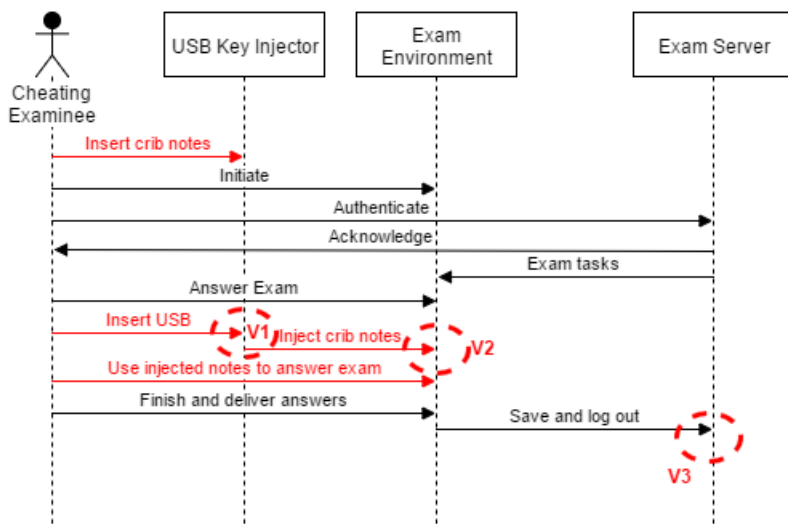 USB Key Injector
Exam
Environment
Exam Server
Cheating
Examinee
Insert crib notes
Initiate
Authenticate
Acknowledge
Exam tasks
Answer Exam
Insert USB
V1
Inject crib notes
V2
Use injected notes to answer exam
Finish and deliver answers
Save and log out
V3